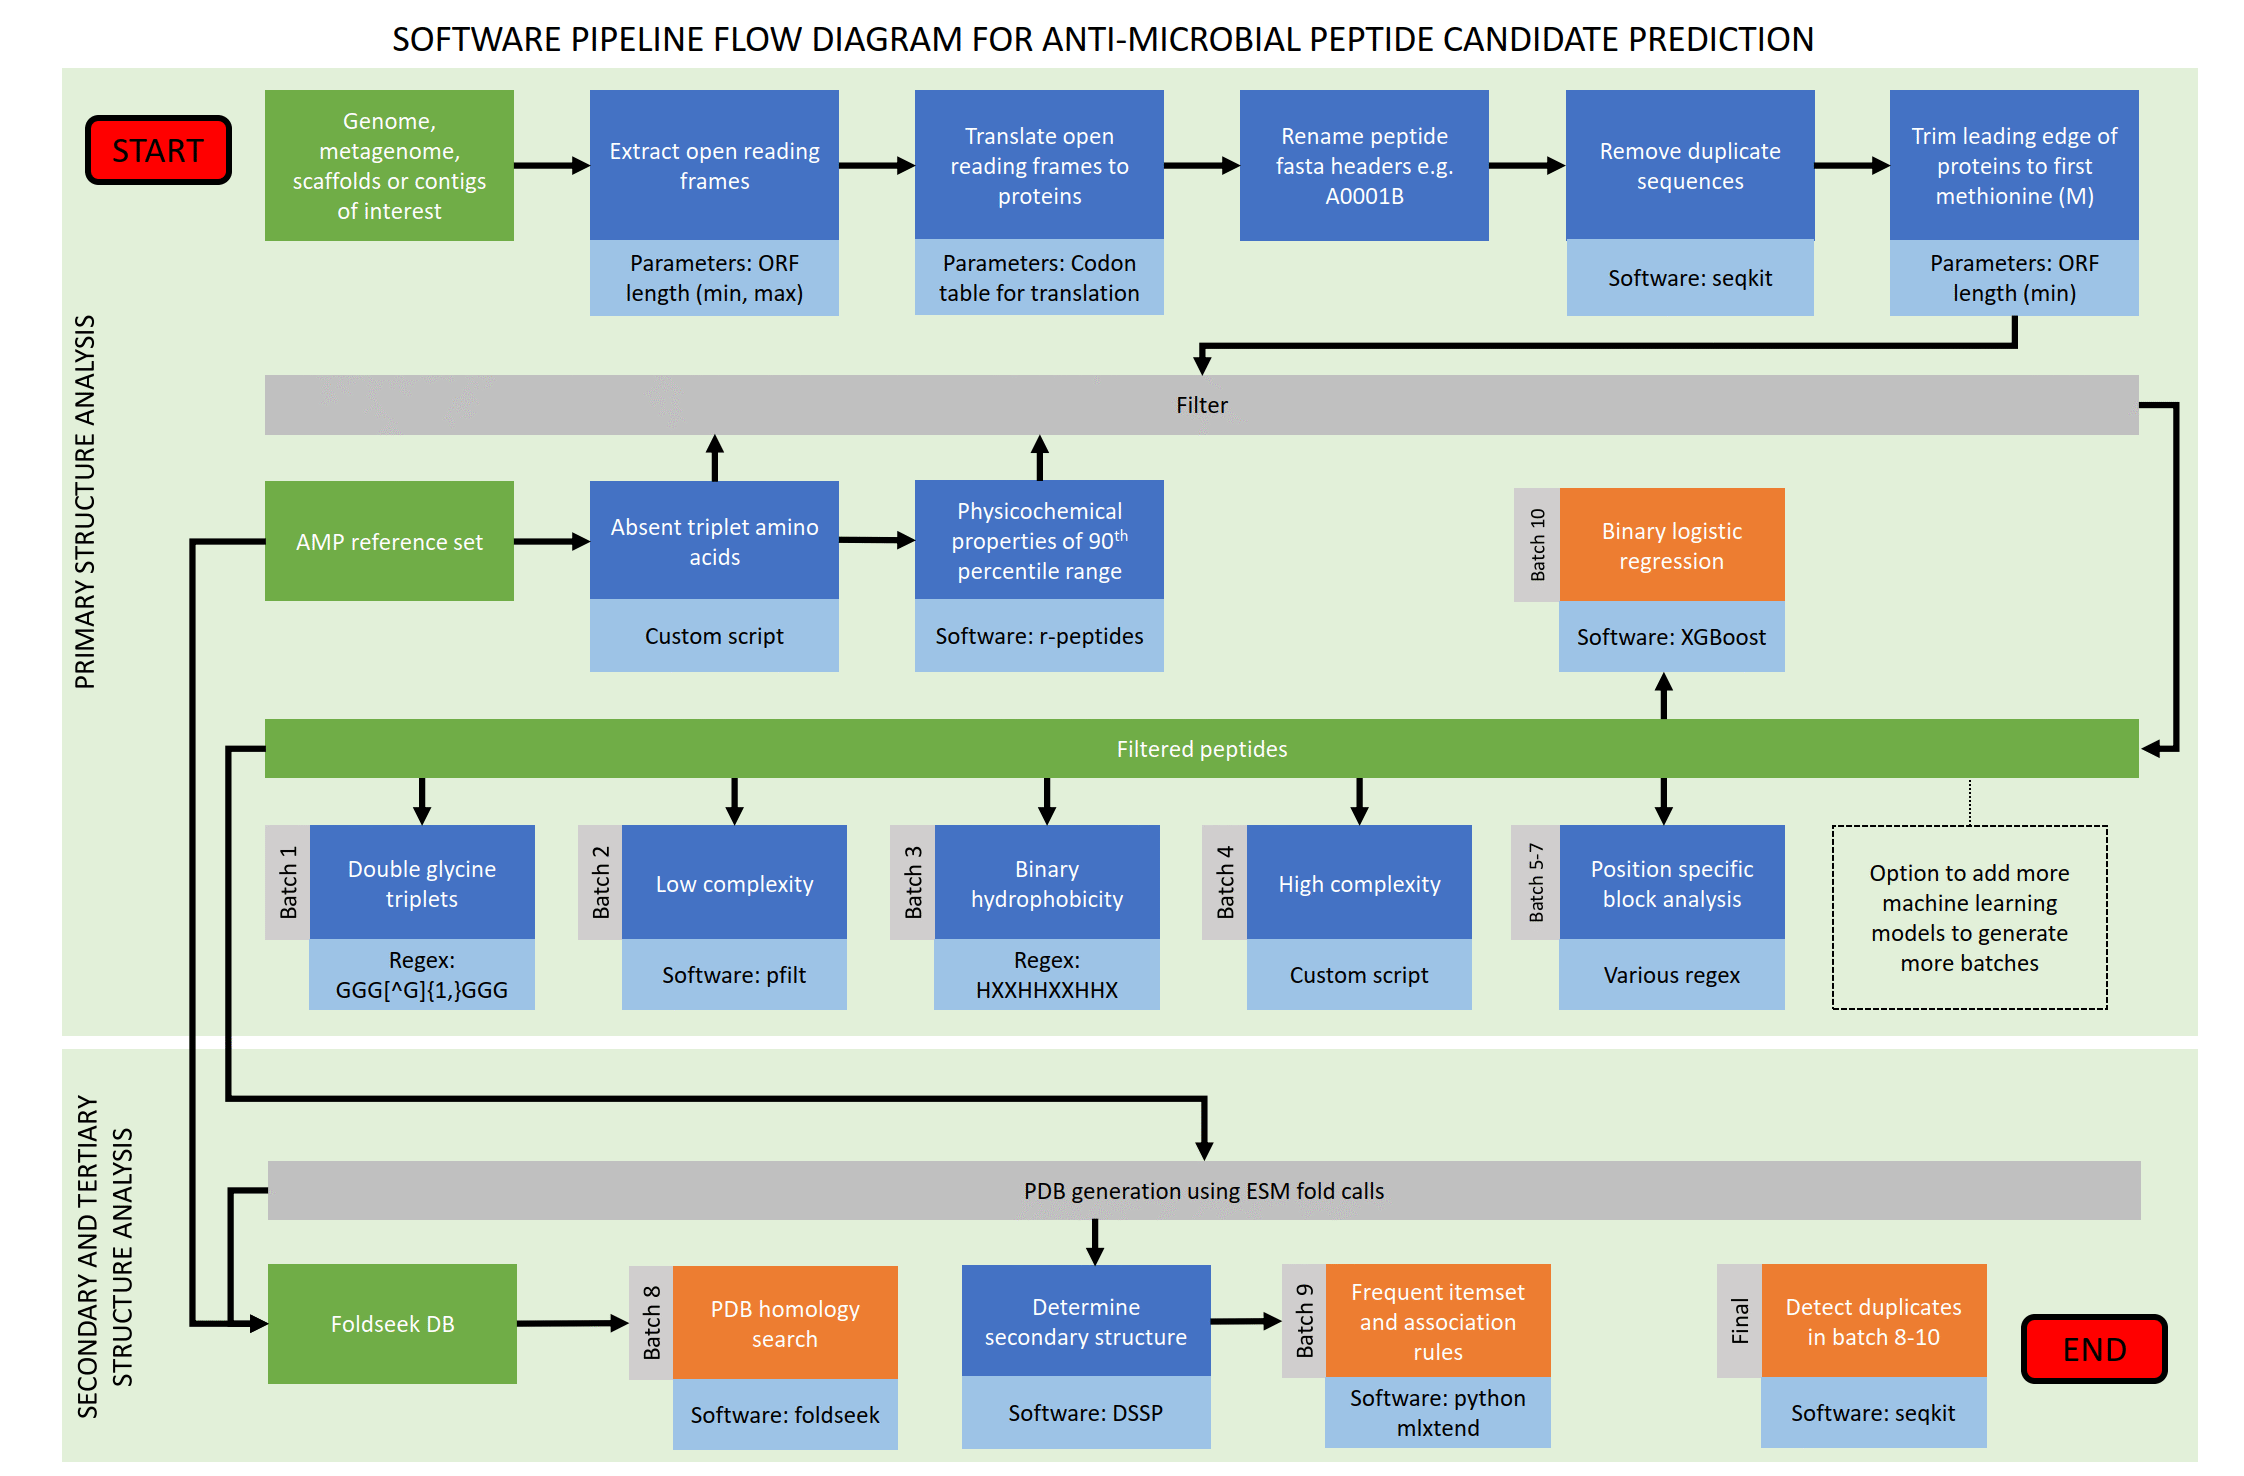 SOFTWARE PIPELINE FLOW DIAGRAM FOR ANTI-MICROBIAL PEPTIDE CANDIDATE PREDICTION
START
Genome,
metagenome,
scaffolds or contigs
of interest
Extract open reading
frames
Parameters: ORF
length (min, max)
Translate open
reading frames to
proteins
Parameters: Codon
table for translation
Rename peptide
fasta headers e.g.
A0001B
Remove duplicate
sequences
Software: seqkit
Trim leading edge of
proteins to first
methionine (M)
Parameters: ORF
length (min)
PRIMARY STRUCTURE ANALYSIS
Filter
AMP reference set
Absent triplet amino
acids
Custom script
Physicochemical
properties of 90th
percentile range
Software: r-peptides
Batch 10
Binary logistic
regression
Software: XGBoost
Filtered peptides
Batch 1
Double glycine
triplets
Regex:
GGG[^G]{1,}GGG
Batch 2
Low complexity
Software: pfilt
Batch 3
Binary
hydrophobicity
Regex:
HXXHHXXHHX
Batch 4
High complexity
Custom script
Batch 5-7
Position specific
block analysis
Various regex
Option to add more
machine learning
models to generate
more batches
SECONDARY AND TERTIARY
STRUCTURE ANALYSIS
PDB generation using ESM fold calls
Foldseek DB
Batch 8
PDB homology
search
Software: foldseek
Determine
secondary structure
Software: DSSP
Batch 9
Frequent itemset
and association
rules
Software: python
mlxtend
Final
Detect duplicates
in batch 8-10
Software: seqkit
END